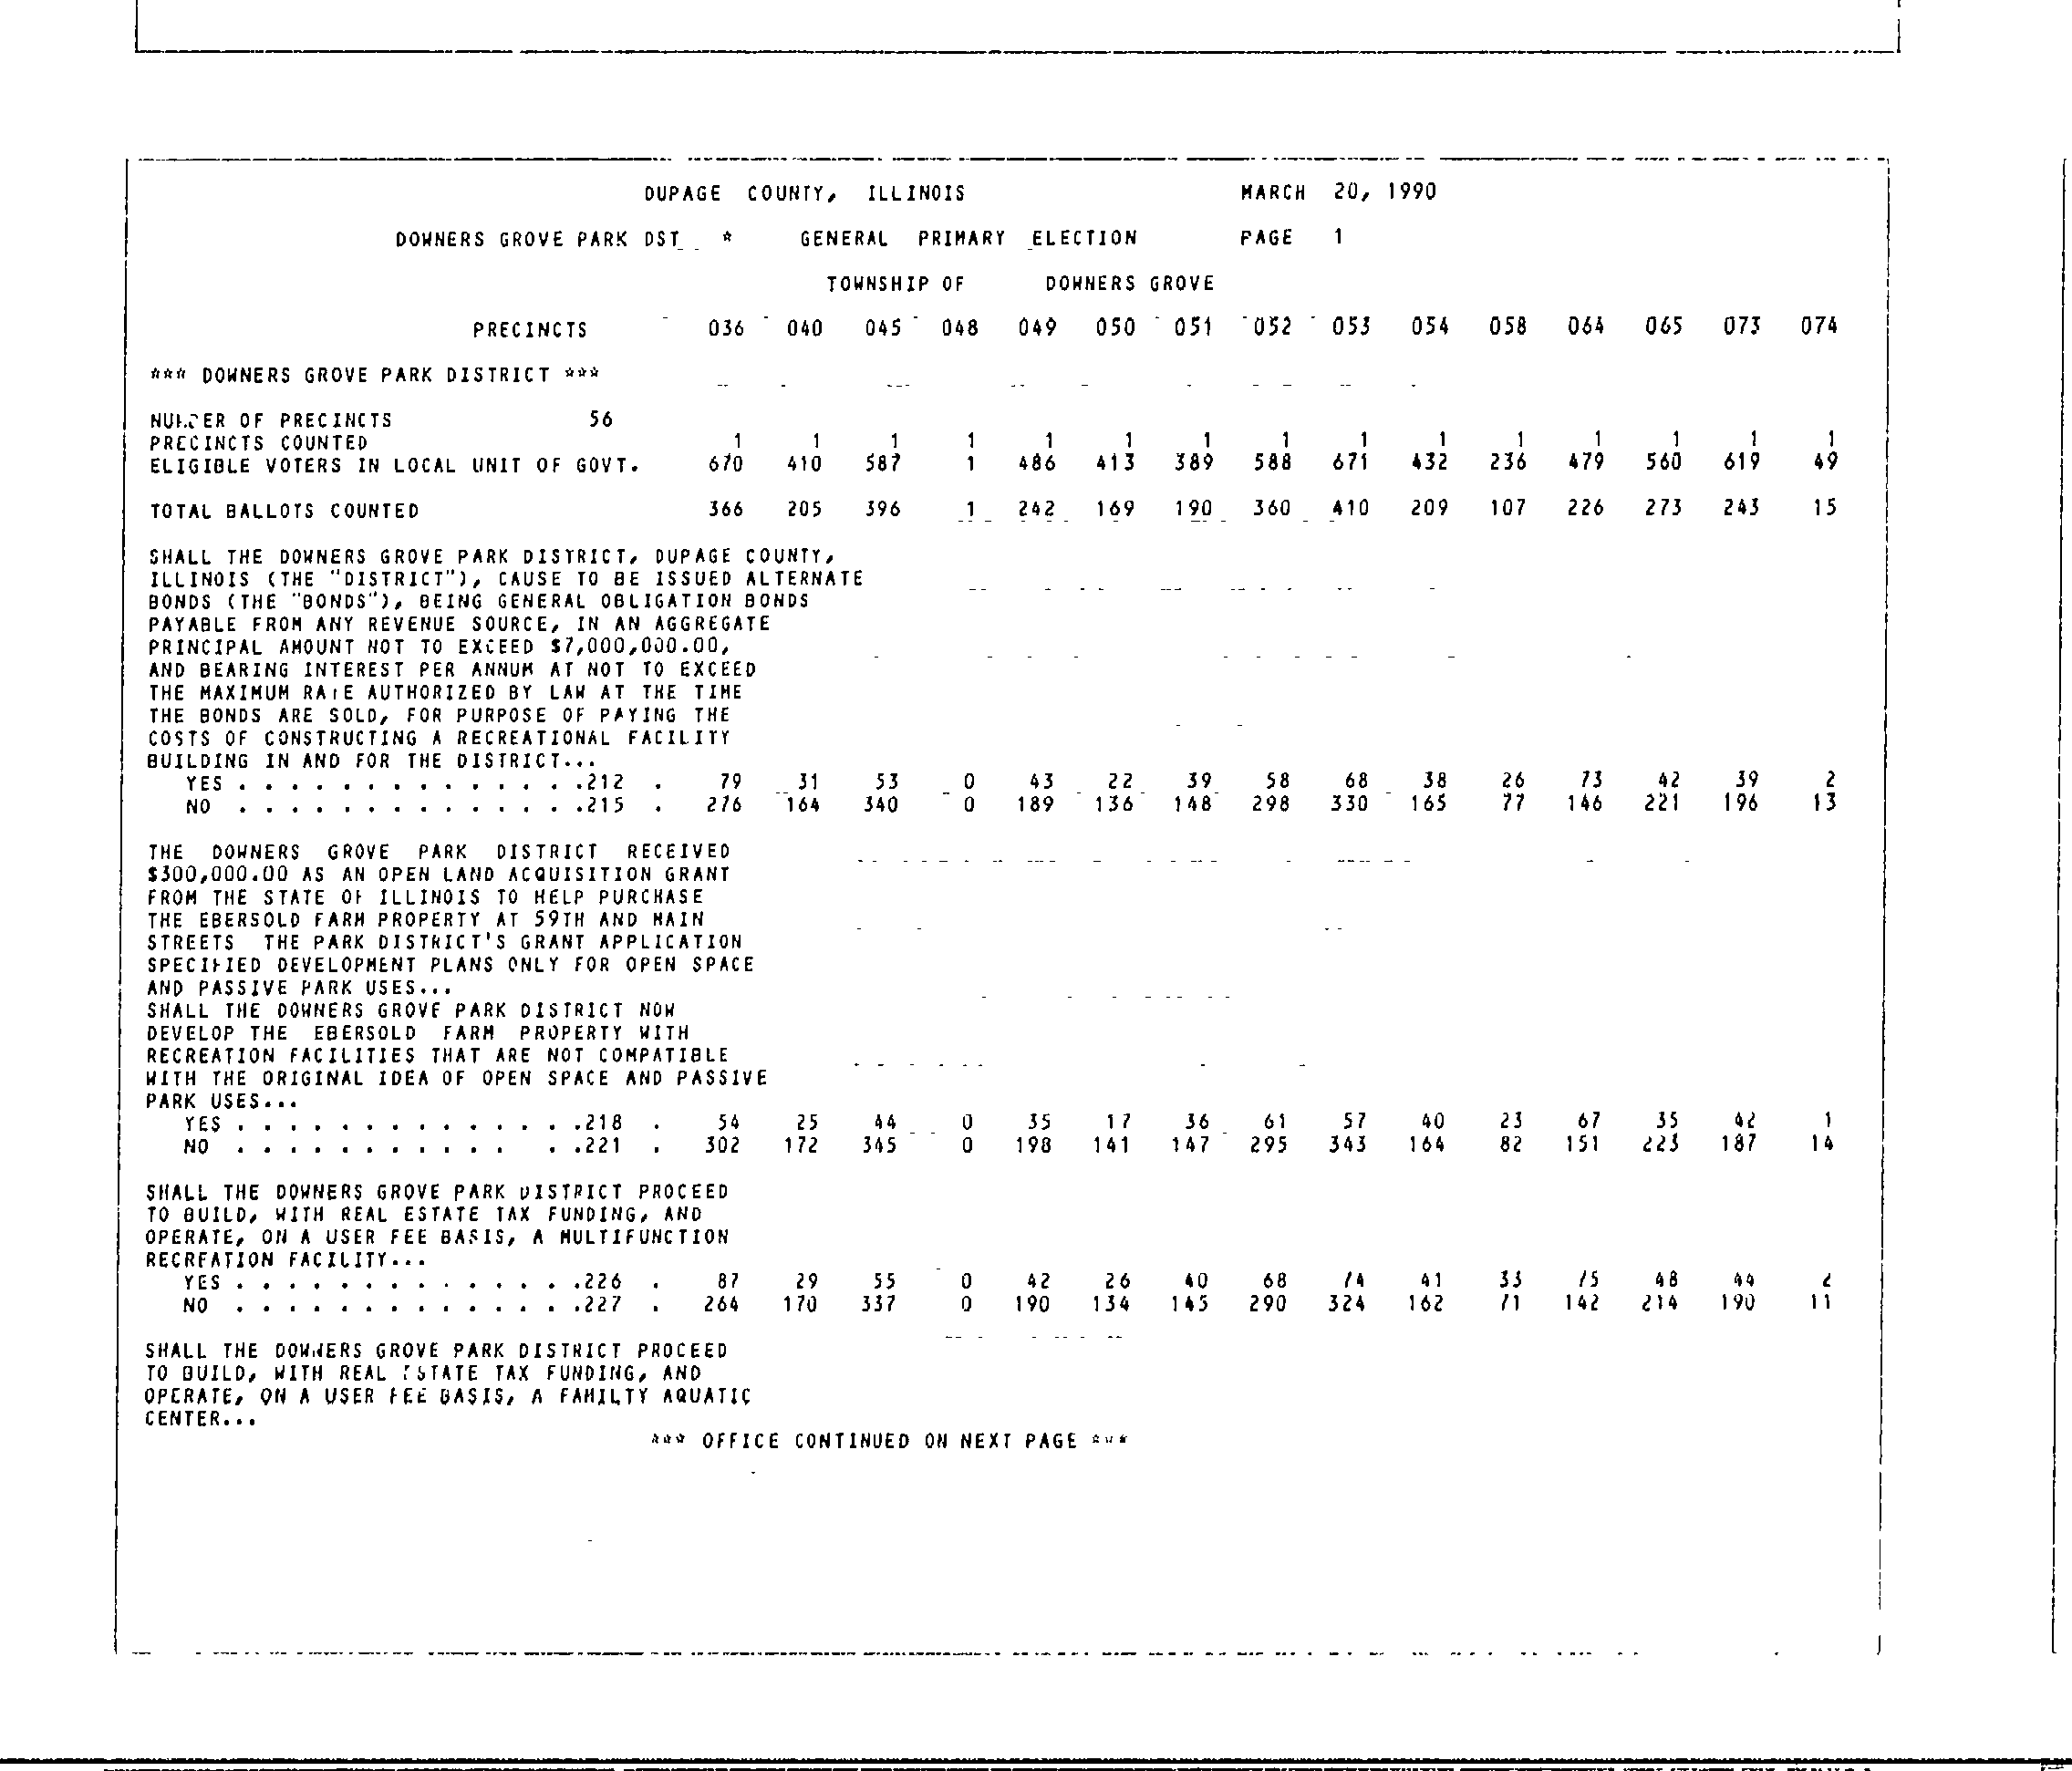 DUPAGE COUNTY, ILLINOIS MARCH 20, 1990
DOWNERS GROVE PARK DST * GENERAL PRIMARY ELECTION PAGE 1
TOWNSHIP OF DOWNERS GROVE
PRECINCTS 036 040 045 048 049 050 051 052 053 054 058 064 065 073 074
*** DOWNERS GROVE PARK DISTRICT ***
NUMBER OF PRECINCTS 56
PRECINCTS COUNTED 1 1 1 1 1 1 1 1 1 1 1 1 1 1 1
ELIGIBLE VOTERS IN LOCAL UNIT OF GOVT. 670 410 587 1 486 413 389 588 671 432 236 479 560 619 49
TOTAL BALLOTS COUNTED 366 205 396 1 242 169 190 360 410 209 107 226 273 243 15
SHALL THE DOWNERS GROVE PARK DISTRICT, DUPAGE COUNTY,
ILLINOIS (THE "DISTRICT"), CAUSE TO BE ISSUED ALTERNATE
BONDS (THE "BONDS"), BEING GENERAL OBLIGATION BONDS
PAYABLE FROM ANY REVENUE SOURCE, IN AN AGGREGATE
PRINCIPAL AMOUNT NOT TO EXCEED $7,000,000.00,
AND BEARING INTEREST PER ANNUM AT NOT TO EXCEED
THE MAXIMUM RATE AUTHORIZED BY LAW AT THE TIME
THE BONDS ARE SOLD, FOR PURPOSE OF PAYING THE
COSTS OF CONSTRUCTING A RECREATIONAL FACILITY
BUILDING IN AND FOR THE DISTRICT...
YES . . . . . . . . . . . . . .212 . 79 31 53 0 43 22 39 58 68 38 26 73 42 39 2
NO . . . . . . . . . . . . . .215 . 276 164 340 0 189 136 148 298 330 165 77 146 221 196 13
THE DOWNERS GROVE PARK DISTRICT RECEIVED
$300,000.00 AS AN OPEN LAND ACQUISITION GRANT
FROM THE STATE OF ILLINOIS TO HELP PURCHASE
THE EBERSOLD FARM PROPERTY AT 59TH AND MAIN
STREETS THE PARK DISTRICT'S GRANT APPLICATION
SPECIFIED DEVELOPMENT PLANS ONLY FOR OPEN SPACE
AND PASSIVE PARK USES...
SHALL THE DOWNERS GROVE PARK DISTRICT NOW
DEVELOP THE EBERSOLD FARM PROPERTY WITH
RECREATION FACILITIES THAT ARE NOT COMPATIBLE
WITH THE ORIGINAL IDEA OF OPEN SPACE AND PASSIVE
PARK USES...
YES . . . . . . . . . . . . . .218 . 54 25 44 0 35 17 36 61 57 40 23 67 35 42 1
NO . . . . . . . . . . . . .221 . 302 172 345 0 198 141 147 295 343 164 82 151 223 187 14
SHALL THE DOWNERS GROVE PARK DISTRICT PROCEED
TO BUILD, WITH REAL ESTATE TAX FUNDING, AND
OPERATE, ON A USER FEE BASIS, A MULTIFUNCTION
RECREATION FACILITY...
YES . . . . . . . . . . . . . .226 . 87 29 55 0 42 26 40 68 74 41 33 75 48 44 2
NO . . . . . . . . . . . . . .227 . 264 170 337 0 190 134 145 290 324 162 71 142 214 190 11
SHALL THE DOWNERS GROVE PARK DISTRICT PROCEED
TO BUILD, WITH REAL ESTATE TAX FUNDING, AND
OPERATE, ON A USER FEE BASIS, A FAMILTY AQUATIC
CENTER...
*** OFFICE CONTINUED ON NEXT PAGE ***